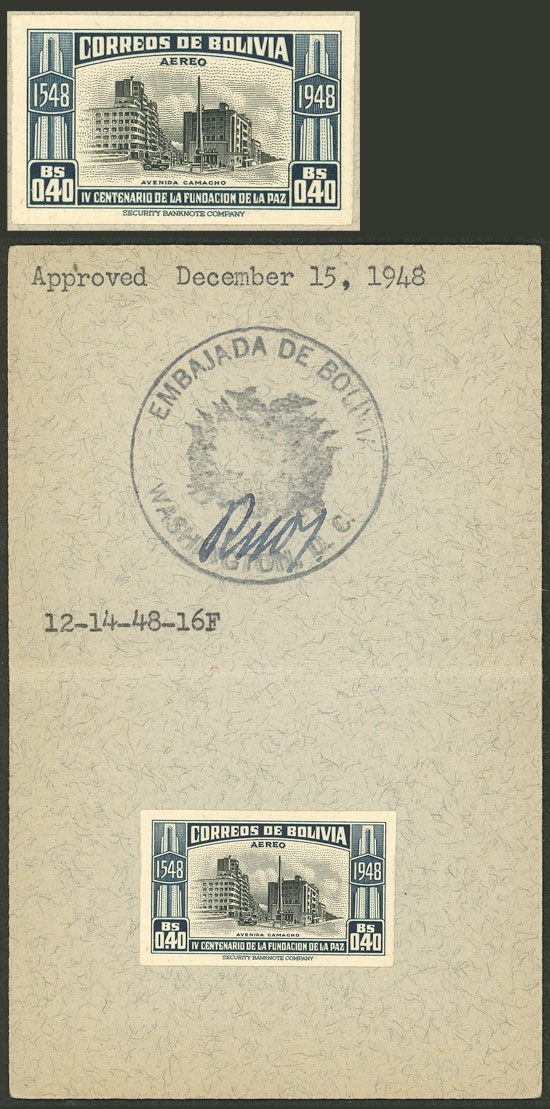 CORREOS DE BOLIVIA
AEREO
1548
1948
AVENIDA CAMACHO
BS
0.40
BS
0.40
IV CENTENARIO DE LA FUNDACION DE LA PAZ
SECURITY BANKNOTE COMPANY
Approved December 15, 1948
EMBAJADA DE BOLIVIA
WASHINGTON, D. C.
12-14-48-16F
CORREOS DE BOLIVIA
AEREO
1548
1948
AVENIDA CAMACHO
BS
0.40
BS
0.40
IV CENTENARIO DE LA FUNDACION DE LA PAZ
SECURITY BANKNOTE COMPANY